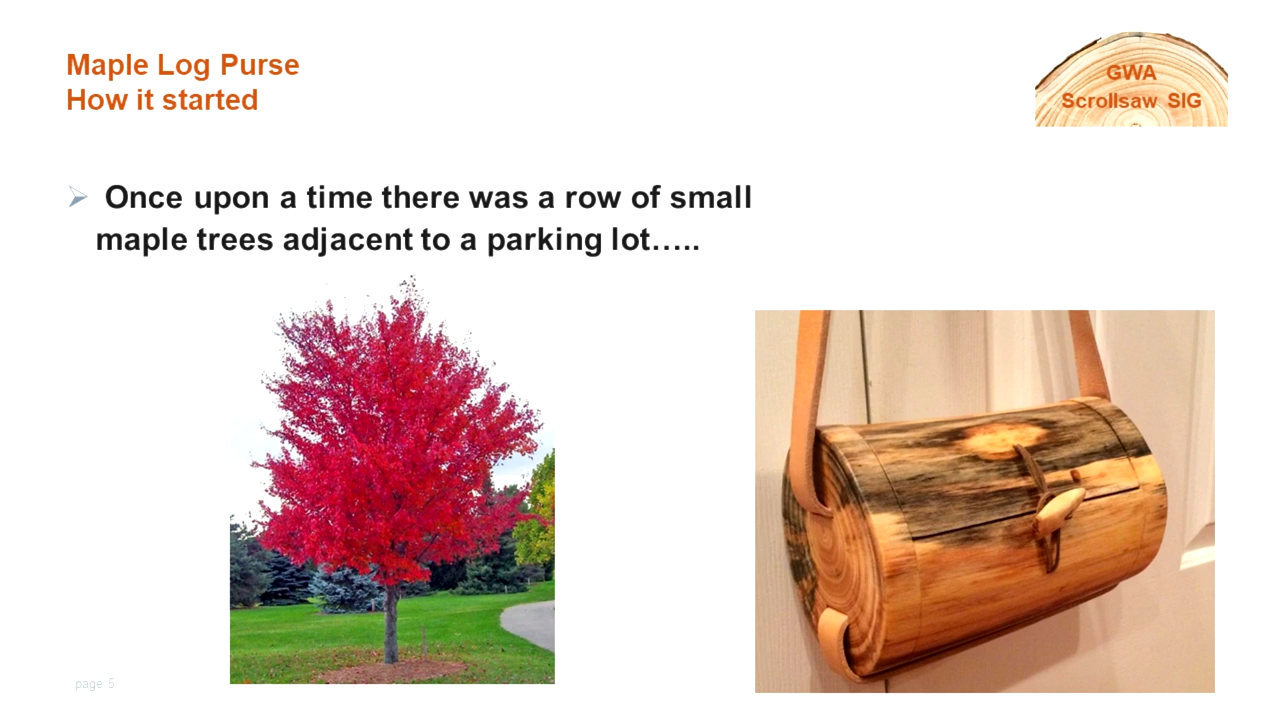 Maple Log Purse
How it started
GWA
Scrollsaw SIG
Once upon a time there was a row of small
maple trees adjacent to a parking lot…..
page 5